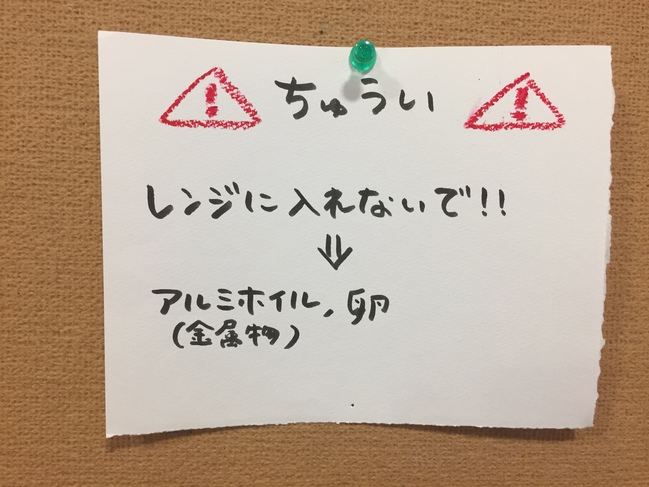 ! ちゅうい !
レンジに入れないで!!
⇓
アルミホイル, 卵
(金属物)